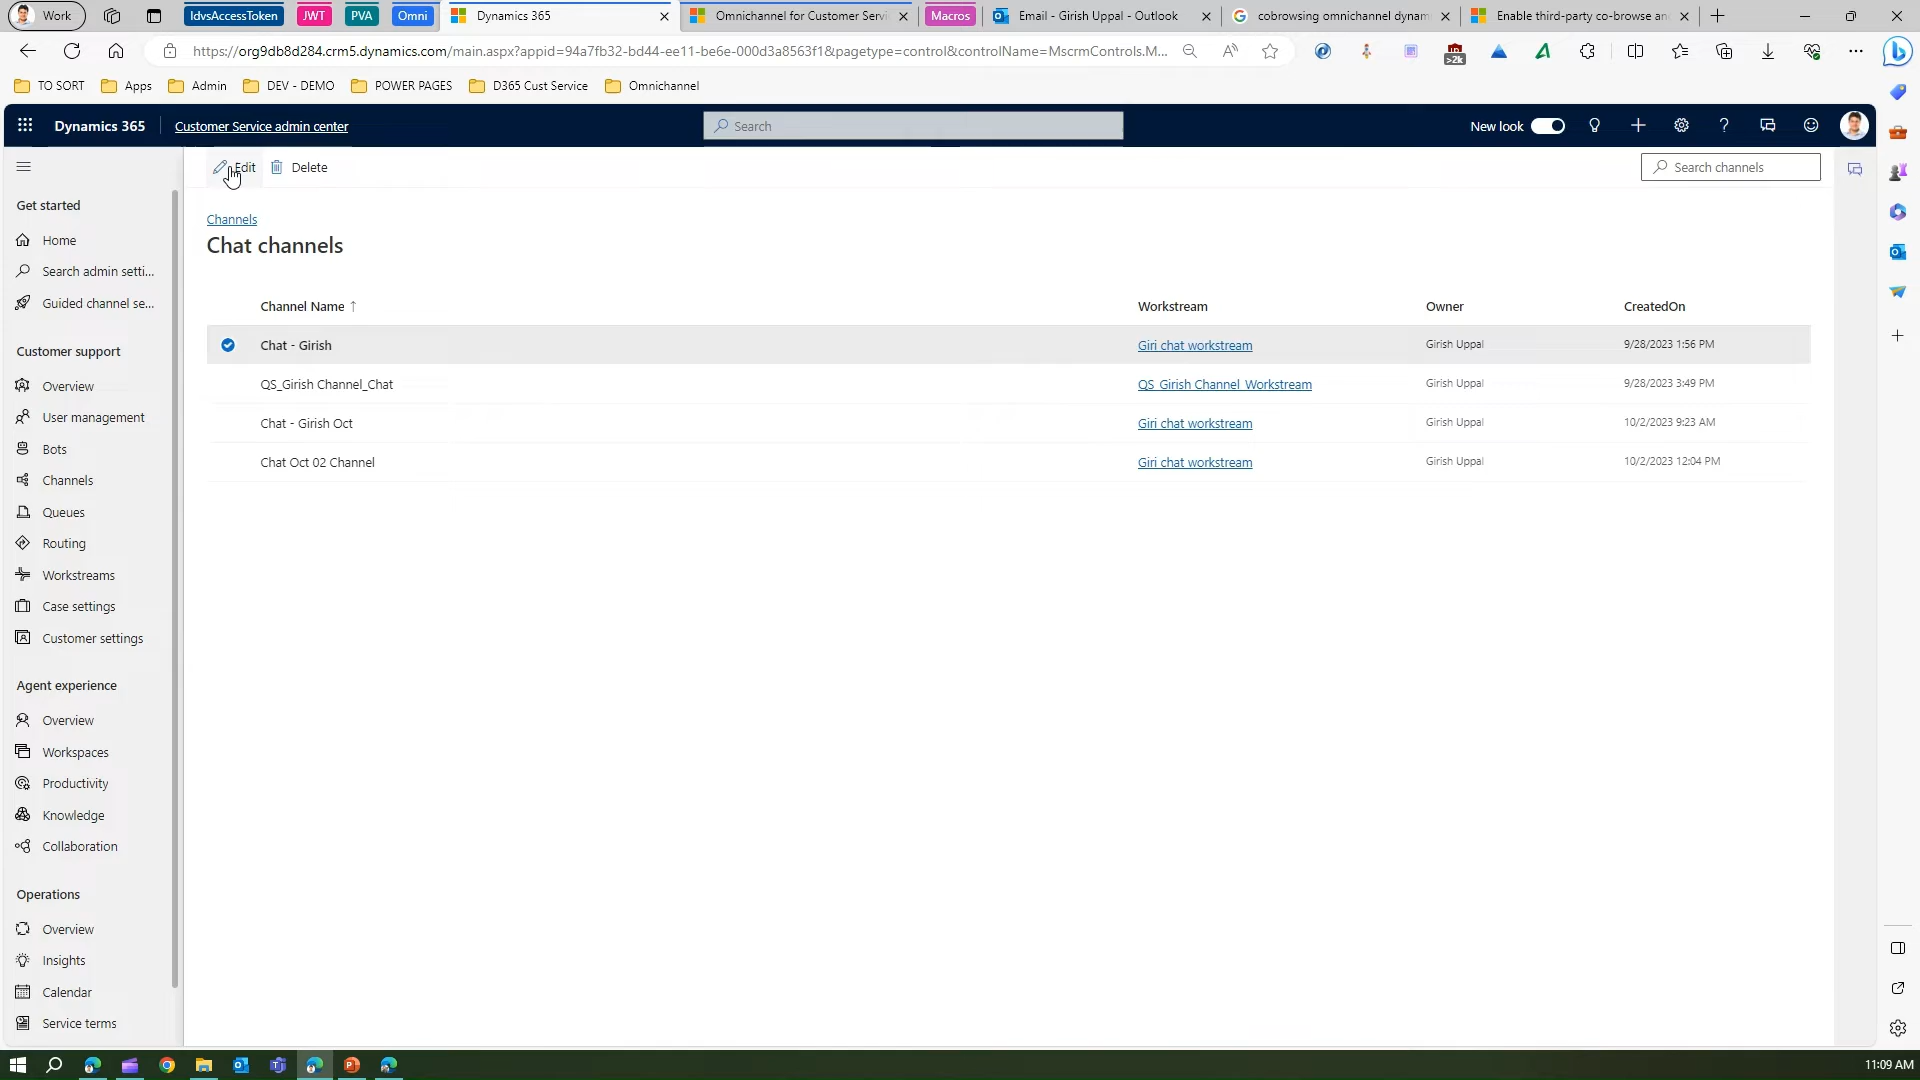 Work
IdvsAccessToken
JWT
PVA
Omni
Dynamics 365
Omnichannel for Customer Servi
Macros
Email - Girish Uppal - Outlook
cobrowsing omnichannel dynam
Enable third-party co-browse an
https://org9db8d284.crm5.dynamics.com/main.aspx?appid=94a7fb32-bd44-ee11-be6e-000d3a8563f1&pagetype=control&controlName=MscrmControls.M...
>2k
TO SORT
Apps
Admin
DEV - DEMO
POWER PAGES
D365 Cust Service
Omnichannel
Dynamics 365
Customer Service admin center
Search
New look
Edit
Delete
Search channels
Get started
Home
Search admin setti...
Guided channel se...
Customer support
Overview
User management
Bots
Channels
Queues
Routing
Workstreams
Case settings
Customer settings
Agent experience
Overview
Workspaces
Productivity
Knowledge
Collaboration
Operations
Overview
Insights
Calendar
Service terms
Channels
Chat channels
Channel Name ↑ Workstream Owner CreatedOn
Chat - Girish Giri chat workstream Girish Uppal 9/28/2023 1:56 PM
QS_Girish Channel_Chat QS_Girish Channel_Workstream Girish Uppal 9/28/2023 3:49 PM
Chat - Girish Oct Giri chat workstream Girish Uppal 10/2/2023 9:23 AM
Chat Oct 02 Channel Giri chat workstream Girish Uppal 10/2/2023 12:04 PM
11:09 AM